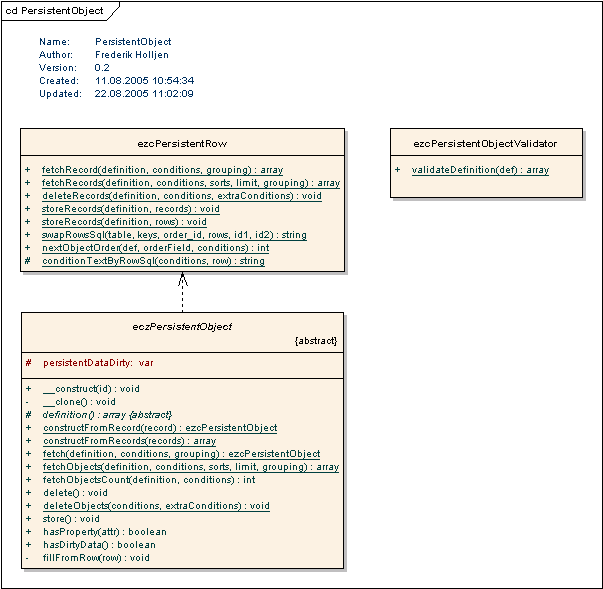 cd PersistentObject
Name: PersistentObject
Author: Frederik Holljen
Version: 0.2
Created: 11.08.2005 10:54:34
Updated: 22.08.2005 11:02:09
ezcPersistentRow
+ fetchRecord(definition, conditions, grouping) : array
+ fetchRecords(definition, conditions, sorts, limit, grouping) : array
+ deleteRecords(definition, conditions, extraConditions) : void
+ storeRecords(definition, records) : void
+ storeRecords(definition, rows) : void
+ swapRowsSql(table, keys, order_id, rows, id1, id2) : string
+ nextObjectOrder(def, orderField, conditions) : int
# conditionTextByRowSql(conditions, row) : string
ezcPersistentObjectValidator
+ validateDefinition(def) : array
eczPersistentObject
{abstract}
# persistentDataDirty: var
+ __construct(id) : void
- __clone() : void
# definition() : array {abstract}
+ constructFromRecord(record) : ezcPersistentObject
+ constructFromRecords(records) : array
+ fetch(definition, conditions, grouping) : ezcPersistentObject
+ fetchObjects(definition, conditions, sorts, limit, grouping) : array
+ fetchObjectsCount(definition, conditions) : int
+ delete() : void
+ deleteObjects(conditions, extraConditions) : void
+ store() : void
+ hasProperty(attr) : boolean
+ hasDirtyData() : boolean
- fillFromRow(row) : void